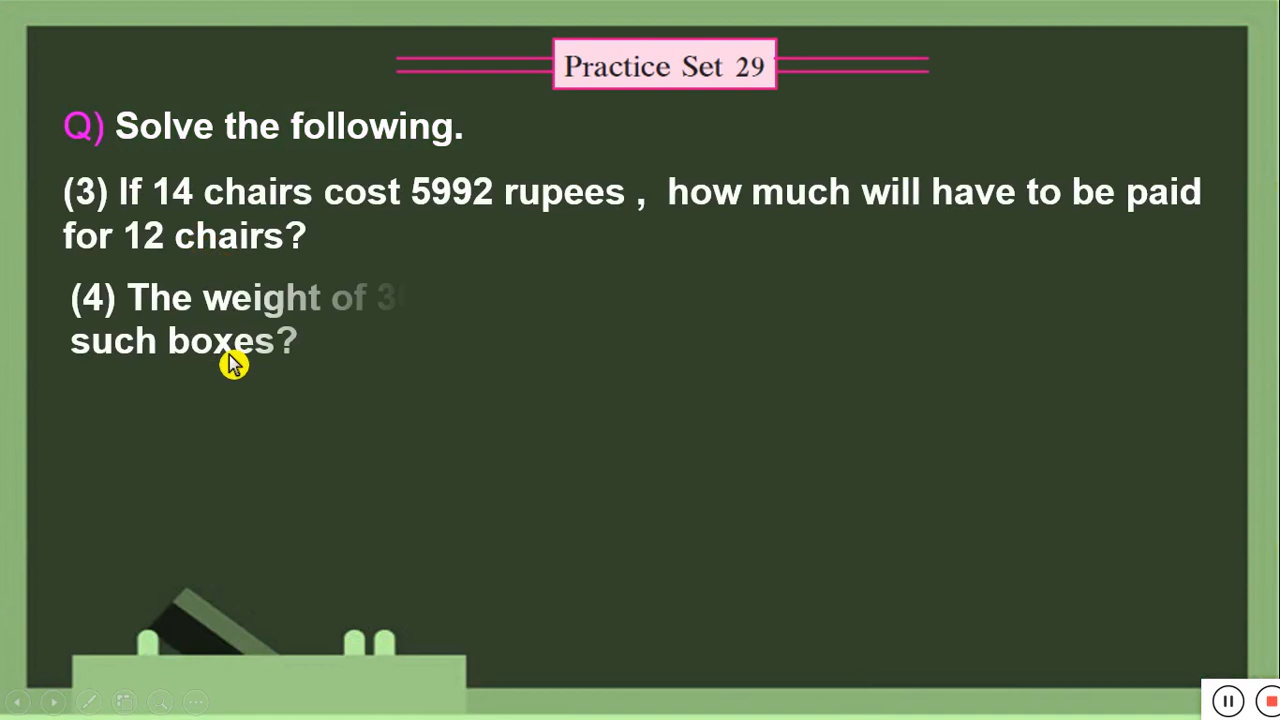 Practice Set 29
Q) Solve the following.
(3) If 14 chairs cost 5992 rupees , how much will have to be paid
for 12 chairs?
(4) The weight of
such boxes?